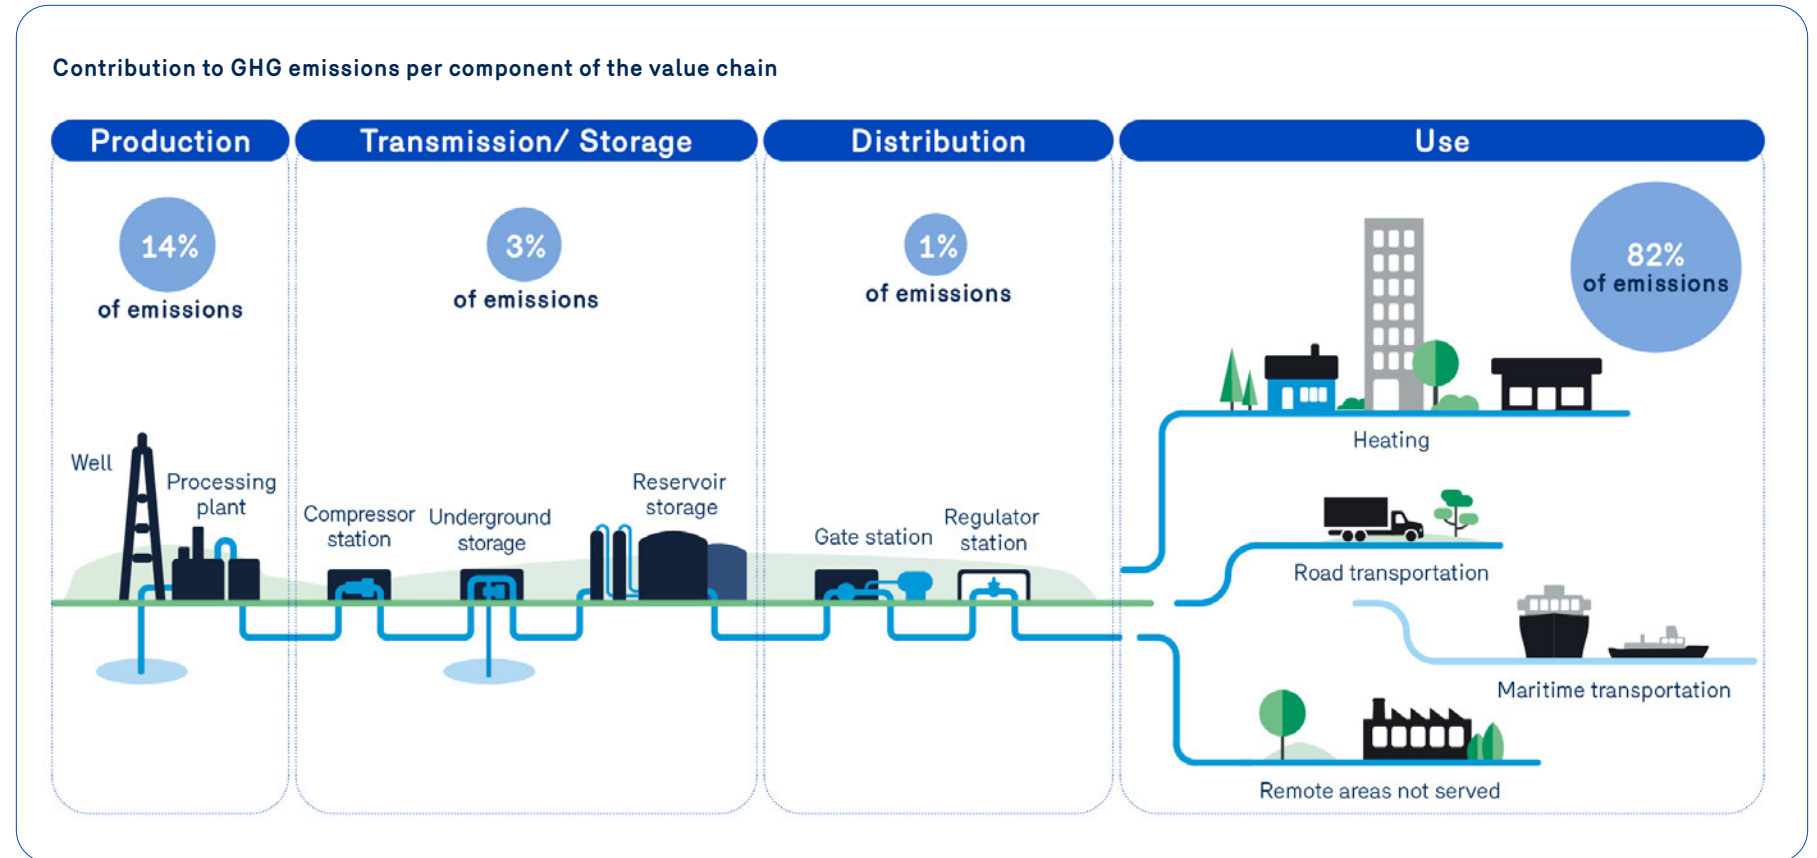 Contribution to GHG emissions per component of the value chain
Production
14%
of emissions
Well
Processing
plant
Transmission/ Storage
3%
of emissions
Compressor
station
Underground
storage
Reservoir
storage
Distribution
1%
of emissions
Gate station
Regulator
station
Use
82%
of emissions
Heating
Road transportation
Maritime transportation
Remote areas not served